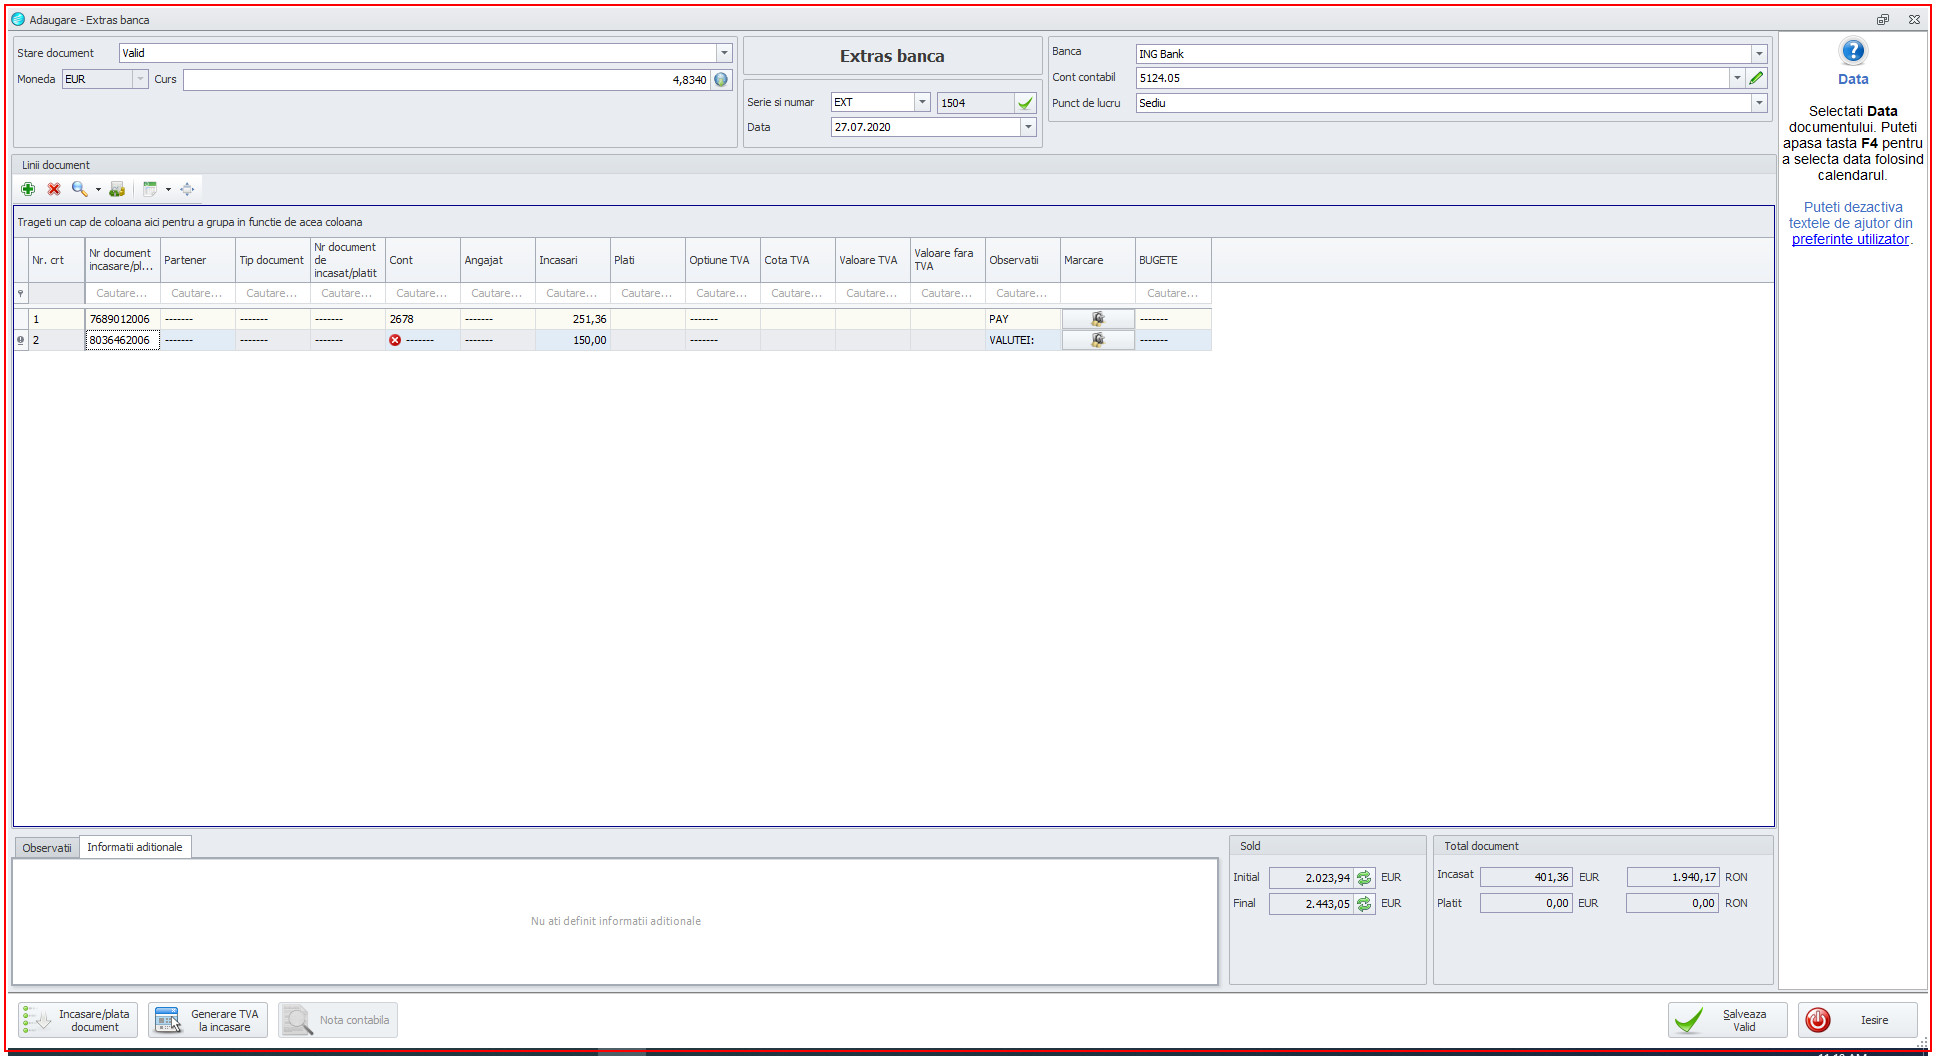 Adaugare - Extras banca
Stare document Valid
Moneda EUR Curs 4,8340
Extras banca
Serie si numar EXT 1504
Data 27.07.2020
Banca ING Bank
Cont contabil 5124.05
Punct de lucru Sediu
Data
Selectati Data
documentului. Puteti
apasa tasta F4 pentru
a selecta data folosind
calendarul.
Puteti dezactiva
textele de ajutor din
preferinte utilizator.
Linii document
Trageti un cap de coloana aici pentru a grupa in functie de acea coloana
Nr. crt
Nr document
incasare/pl...
Partener
Tip document
Nr document
de
incasat/platit
Cont
Angajat
Incasari
Plati
Optiune TVA
Cota TVA
Valoare TVA
Valoare fara
TVA
Observatii
Marcare
BUGETE
Cautare... Cautare... Cautare... Cautare... Cautare... Cautare... Cautare... Cautare... Cautare... Cautare... Cautare... Cautare... Cautare... Cautare...
1 7689012006 ------- ------- ------- 2678 ------- 251,36 ------- PAY -------
2 8036462006 ------- ------- ------- ------- ------- 150,00 ------- VALUTEI: -------
Observatii Informatii aditionale
Nu ati definit informatii aditionale
Sold
Initial 2.023,94 EUR
Final 2.443,05 EUR
Total document
Incasat 401,36 EUR 1.940,17 RON
Platit 0,00 EUR 0,00 RON
Incasare/plata
document
Generare TVA
la incasare
Nota contabila
Salveaza
Valid
Iesire